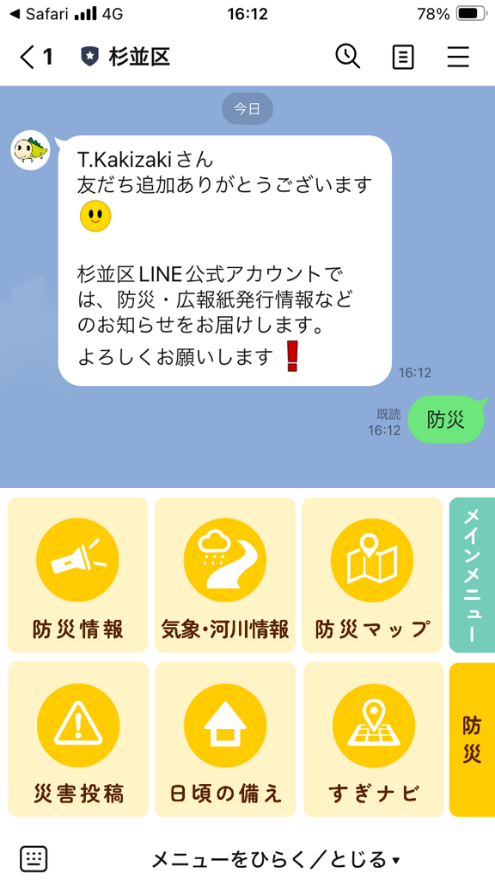 Safari 4G 16:12 78%
1 杉並区
今日
T.Kakizakiさん
友だち追加ありがとうございます
杉並区LINE公式アカウントで
は、防災・広報紙発行情報など
のお知らせをお届けします。
よろしくお願いします❗
16:12
既読
16:12
防災
防災情報
気象・河川情報
防災マップ
メインメニュー
災害投稿
日頃の備え
すぎナビ
防災
メニューをひらく／とじる▾